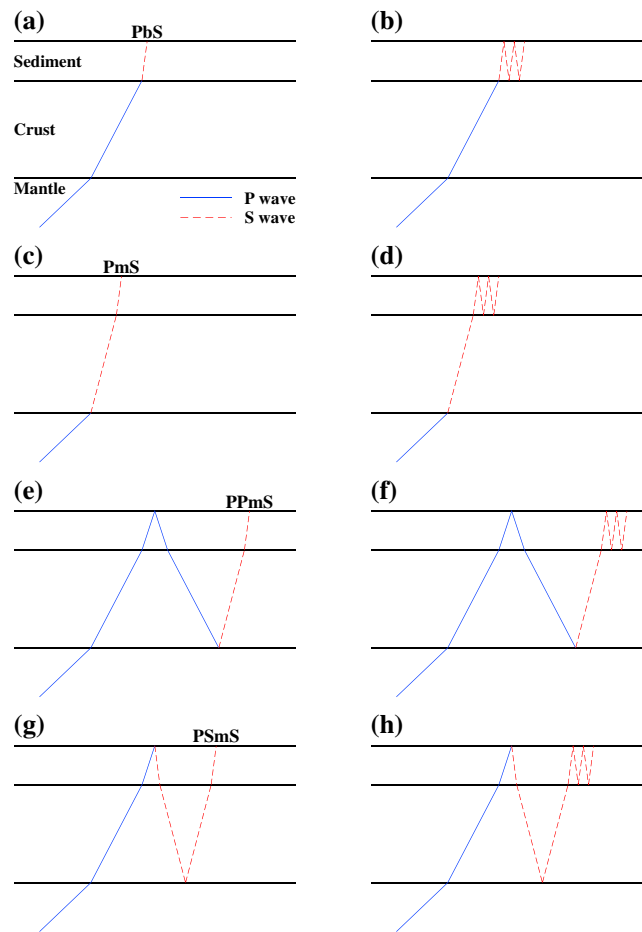 (a)
PbS
(b)
Sediment
Crust
Mantle
P wave
S wave
(c)
PmS
(d)
(e)
PPmS
(f)
(g)
PSmS
(h)